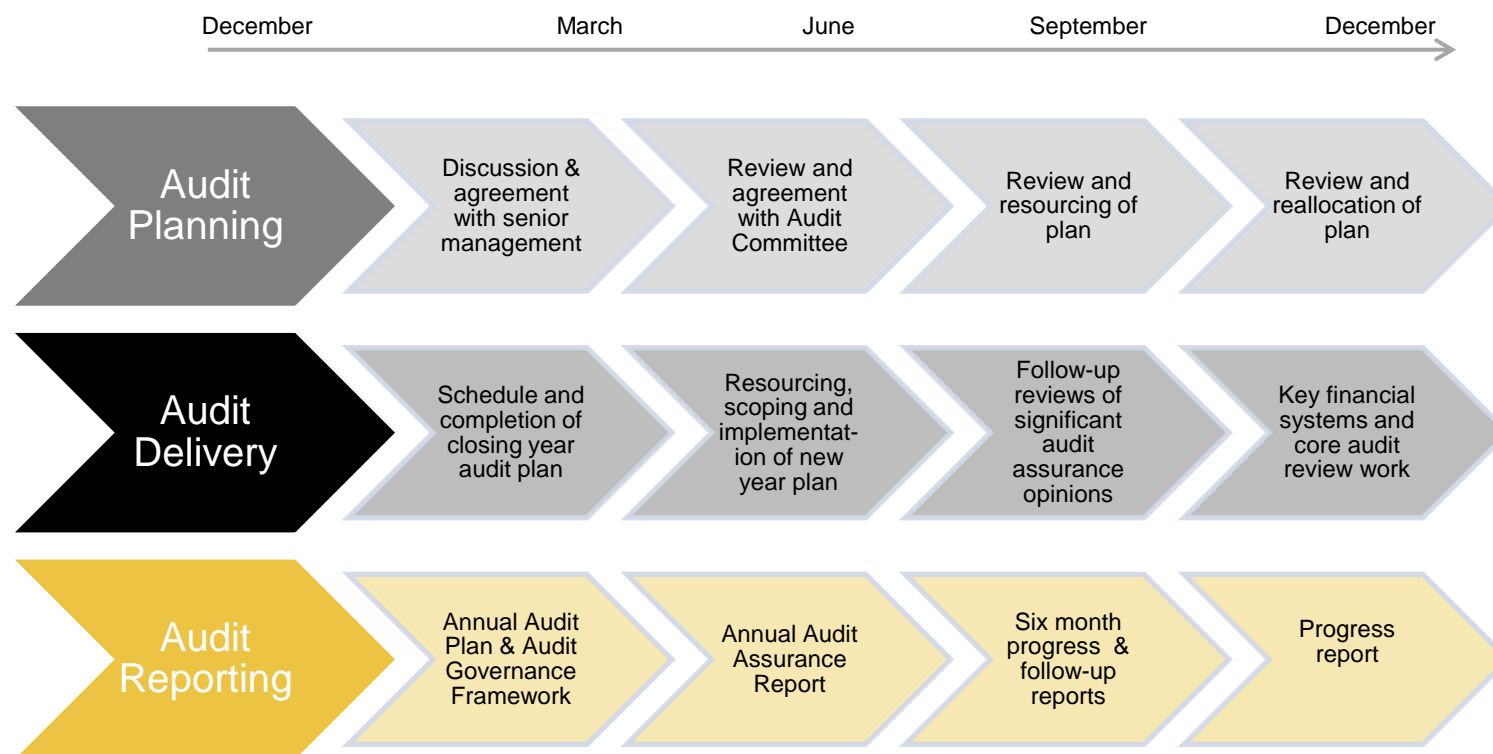 December March June September December
Audit
Planning
Discussion &
agreement
with senior
management
Review and
agreement
with Audit
Committee
Review and
resourcing of
plan
Review and
reallocation of
plan
Audit
Delivery
Schedule and
completion of
closing year
audit plan
Resourcing,
scoping and
implementat-
ion of new
year plan
Follow-up
reviews of
significant
audit
assurance
opinions
Key financial
systems and
core audit
review work
Audit
Reporting
Annual Audit
Plan & Audit
Governance
Framework
Annual Audit
Assurance
Report
Six month
progress &
follow-up
reports
Progress
report